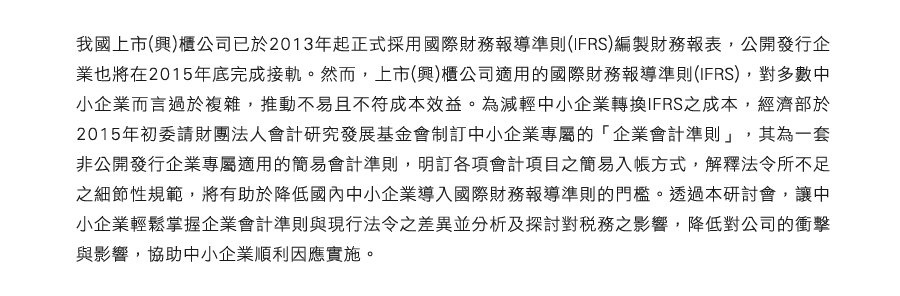 我國上市(興)櫃公司已於2013年起正式採用國際財務報導準則(IFRS)編製財務報表，公開發行企
業也將在2015年底完成接軌。然而，上市(興)櫃公司適用的國際財務報導準則(IFRS)，對多數中
小企業而言過於複雜，推動不易且不符成本效益。為減輕中小企業轉換IFRS之成本，經濟部於
2015年初委請財團法人會計研究發展基金會制訂中小企業專屬的「企業會計準則」，其為一套
非公開發行企業專屬適用的簡易會計準則，明訂各項會計項目之簡易入帳方式，解釋法令所不足
之細節性規範，將有助於降低國內中小企業導入國際財務報導準則的門檻。透過本研討會，讓中
小企業輕鬆掌握企業會計準則與現行法令之差異並分析及探討對稅務之影響，降低對公司的衝擊
與影響，協助中小企業順利因應實施。